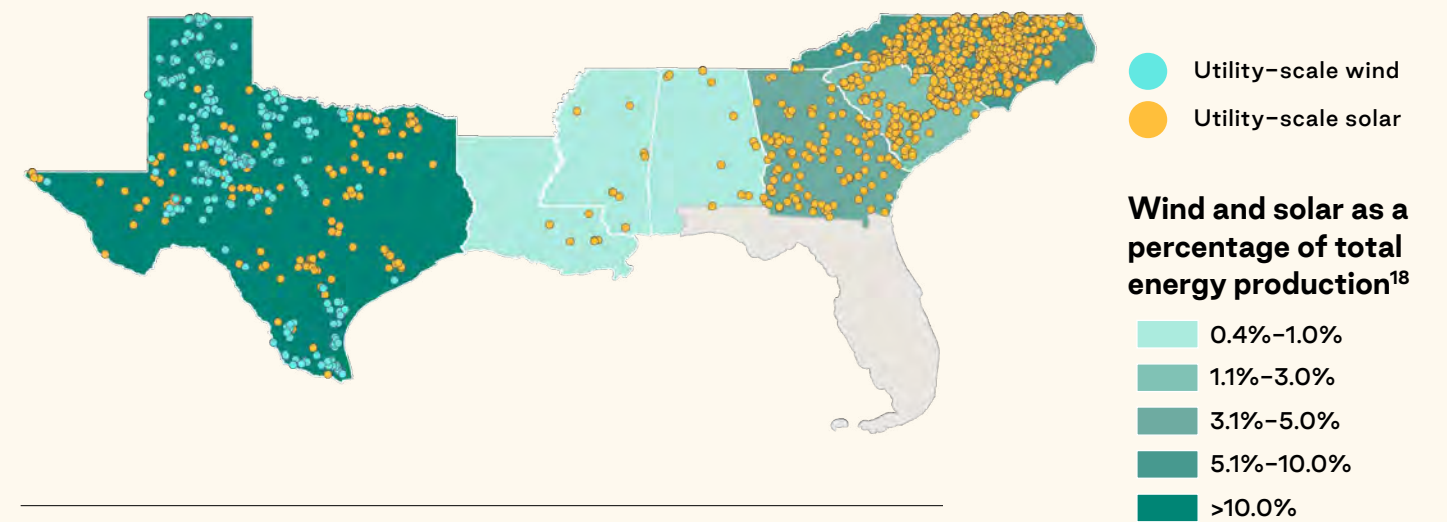 Utility-scale wind
Utility-scale solar
Wind and solar as a
percentage of total
energy production18
0.4%–1.0%
1.1%–3.0%
3.1%–5.0%
5.1%–10.0%
>10.0%